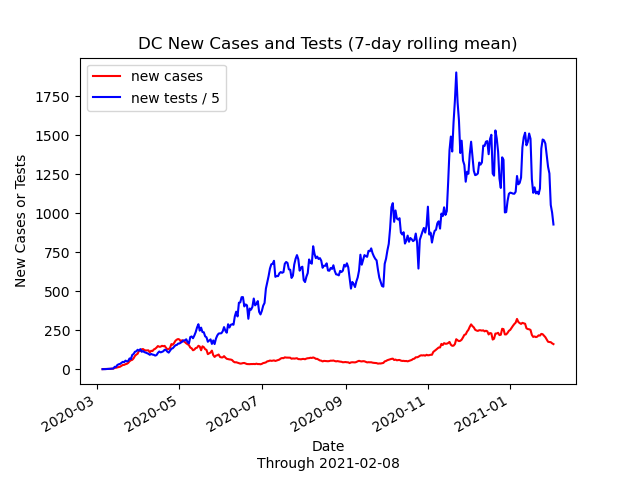 DC New Cases and Tests (7-day rolling mean)
new cases
new tests / 5
1750
1500
1250
1000
750
500
250
0
New Cases or Tests
2020-03
2020-05
2020-07
2020-09
2020-11
2021-01
Date
Through 2021-02-08